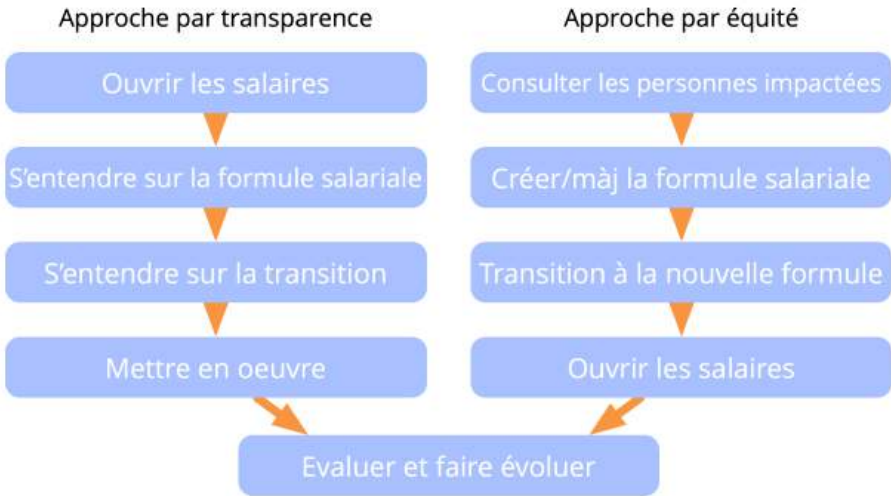 Approche par transparence
Ouvrir les salaires
S'entendre sur la formule salariale
S'entendre sur la transition
Mettre en oeuvre
Approche par équité
Consulter les personnes impactées
Créer/màj la formule salariale
Transition à la nouvelle formule
Ouvrir les salaires
Evaluer et faire évoluer